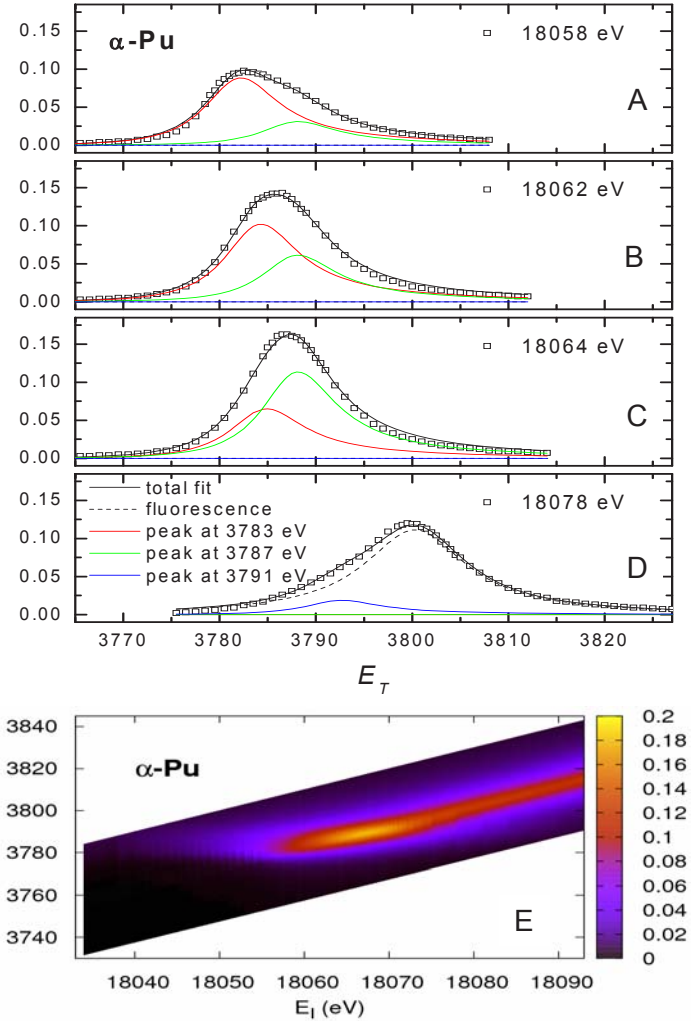 α-Pu
18058 eV
0.15
0.10
0.05
0.00
A
18062 eV
0.15
0.10
0.05
0.00
B
18064 eV
0.15
0.10
0.05
0.00
C
total fit
fluorescence
peak at 3783 eV
peak at 3787 eV
peak at 3791 eV
18078 eV
0.15
0.10
0.05
0.00
D
3770 3780 3790 3800 3810 3820
E_T
α-Pu
3840
3820
3800
3780
3760
3740
E
18040 18050 18060 18070 18080 18090
E_I (eV)
0.2
0.18
0.16
0.14
0.12
0.1
0.08
0.06
0.04
0.02
0